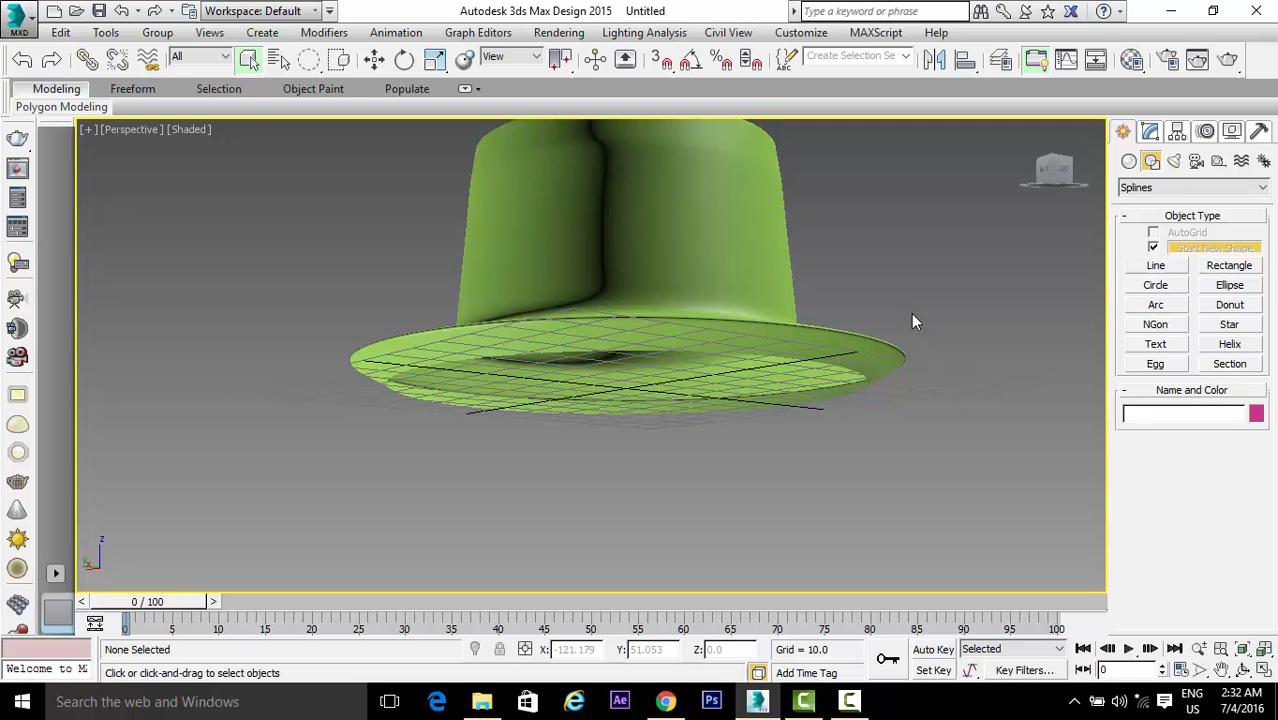 Workspace: Default
Autodesk 3ds Max Design 2015
Untitled
Type a keyword or phrase
MXD
Edit
Tools
Group
Views
Create
Modifiers
Animation
Graph Editors
Rendering
Lighting Analysis
Civil View
Customize
MAXScript
Help
All
View
Create Selection Se
Modeling
Freeform
Selection
Object Paint
Populate
Polygon Modeling
[+] [Perspective] [Shaded]
Splines
- Object Type
AutoGrid
Start New Shape
Line
Rectangle
Circle
Ellipse
Arc
Donut
NGon
Star
Text
Helix
Egg
Section
- Name and Color
z
< 0 / 100 >
0 5 10 15 20 25 30 35 40 45 50 55 60 65 70 75 80 85 90 95 100
None Selected
X: -121.179
Y: 51.053
Z: 0.0
Grid = 10.0
Auto Key
Selected
Welcome to M
Click or click-and-drag to select objects
Add Time Tag
Set Key
Key Filters...
0
Search the web and Windows
Ae
Ps
ENG
US
2:32 AM
7/4/2016